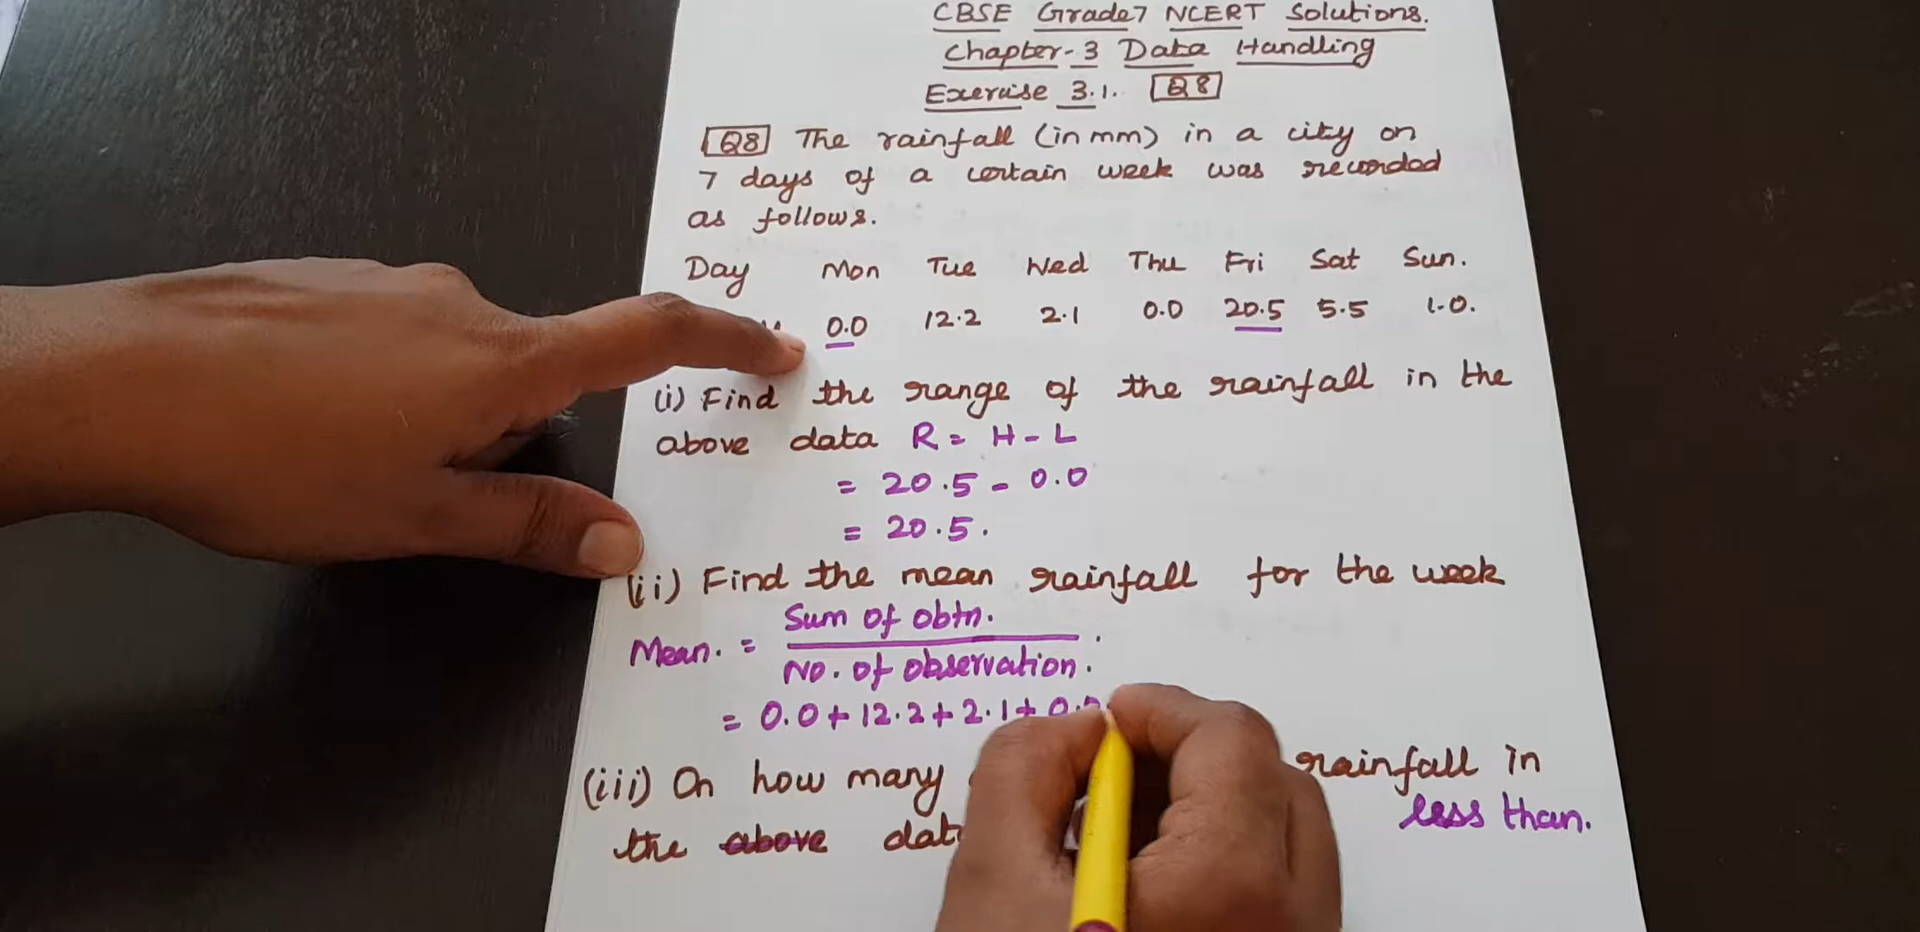 CBSE Grade7 NCERT Solutions.
Chapter-3 Data Handling
Exercise 3.1. Q8
Q8 The rainfall (in mm) in a city on
7 days of a certain week was recorded
as follows.
Day Mon Tue Wed Thu Fri Sat Sun.
0.0 12.2 2.1 0.0 20.5 5.5 1.0.
(i) Find the range of the rainfall in the
above data R = H - L
= 20.5 - 0.0
= 20.5.
(ii) Find the mean rainfall for the week
Mean. = Sum of obtn.
No. of observation.
= 0.0 + 12.2 + 2.1 + 0.0
(iii) On how many rainfall in
less than.
the above